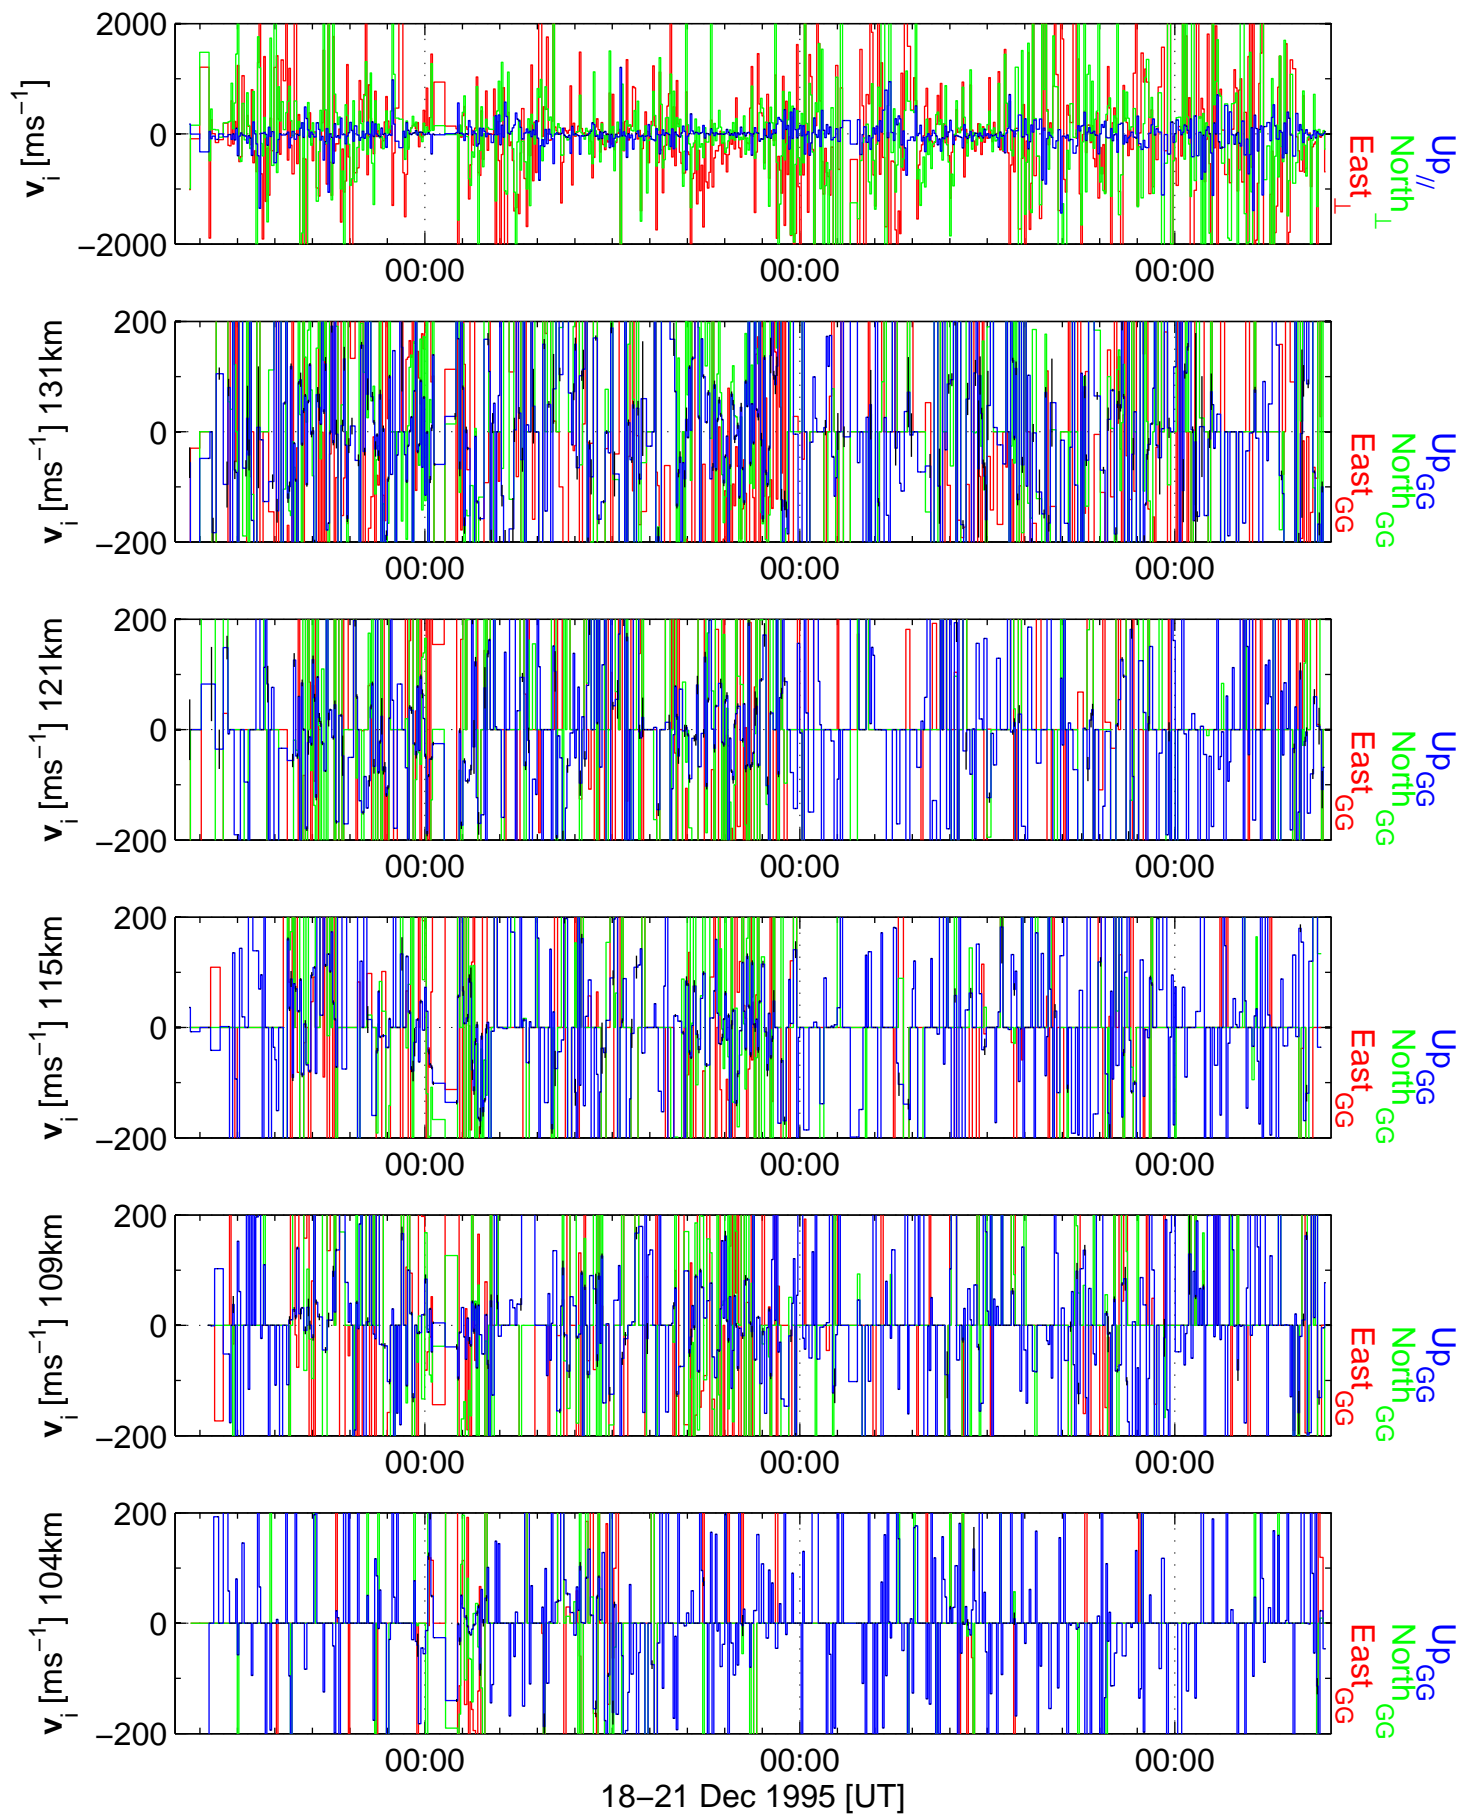 2000
0
−2000
v_i [ms^−1]
00:00 00:00 00:00
Up_//
North_⊥
East_⊥
200
0
−200
v_i [ms^−1] 131km
00:00 00:00 00:00
Up_GG
North_GG
East_GG
200
0
−200
v_i [ms^−1] 121km
00:00 00:00 00:00
Up_GG
North_GG
East_GG
200
0
−200
v_i [ms^−1] 115km
00:00 00:00 00:00
Up_GG
North_GG
East_GG
200
0
−200
v_i [ms^−1] 109km
00:00 00:00 00:00
Up_GG
North_GG
East_GG
200
0
−200
v_i [ms^−1] 104km
00:00 00:00 00:00
Up_GG
North_GG
East_GG
18−21 Dec 1995 [UT]